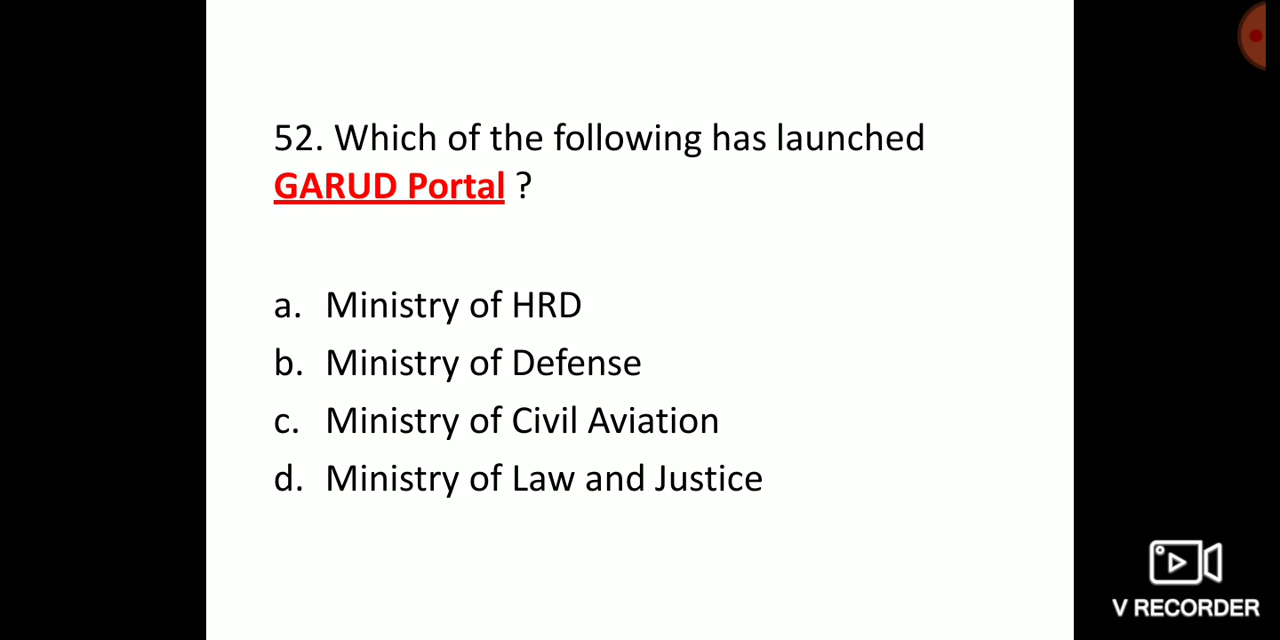 52. Which of the following has launched
GARUD Portal ?
a. Ministry of HRD
b. Ministry of Defense
c. Ministry of Civil Aviation
d. Ministry of Law and Justice
V RECORDER